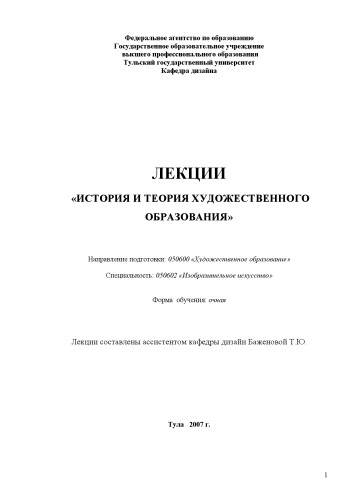 Федеральное агентство по образованию
Государственное образовательное учреждение
высшего профессионального образования
Тульский государственный университет
Кафедра дизайна
ЛЕКЦИИ
«ИСТОРИЯ И ТЕОРИЯ ХУДОЖЕСТВЕННОГО
ОБРАЗОВАНИЯ»
Направление подготовки: 050600 «Художественное образование»
Специальность: 050602 «Изобразительное искусство»
Форма обучения: очная
Лекции составлены ассистентом кафедры дизайн Баженовой Т.Ю.
Тула 2007 г.
1